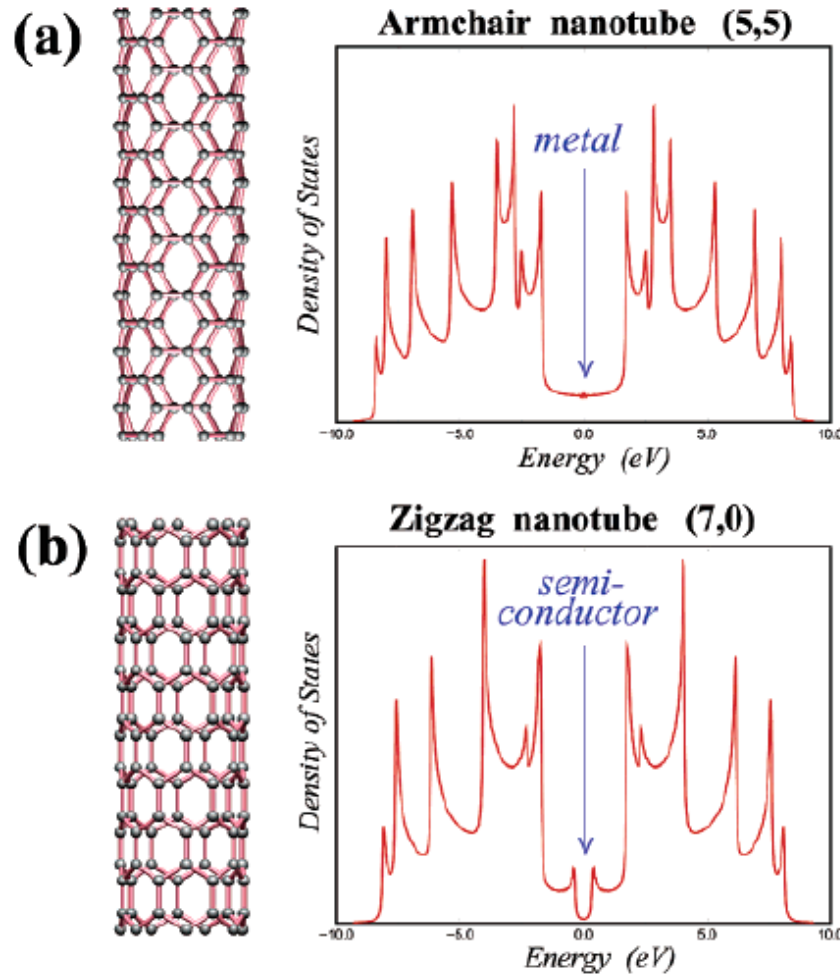 (a)
Armchair nanotube (5,5)
Density of States
metal
−10.0 −5.0 0.0 5.0 10.0
Energy (eV)
(b)
Zigzag nanotube (7,0)
Density of States
semi-
conductor
−10.0 −5.0 0.0 5.0 10.0
Energy (eV)